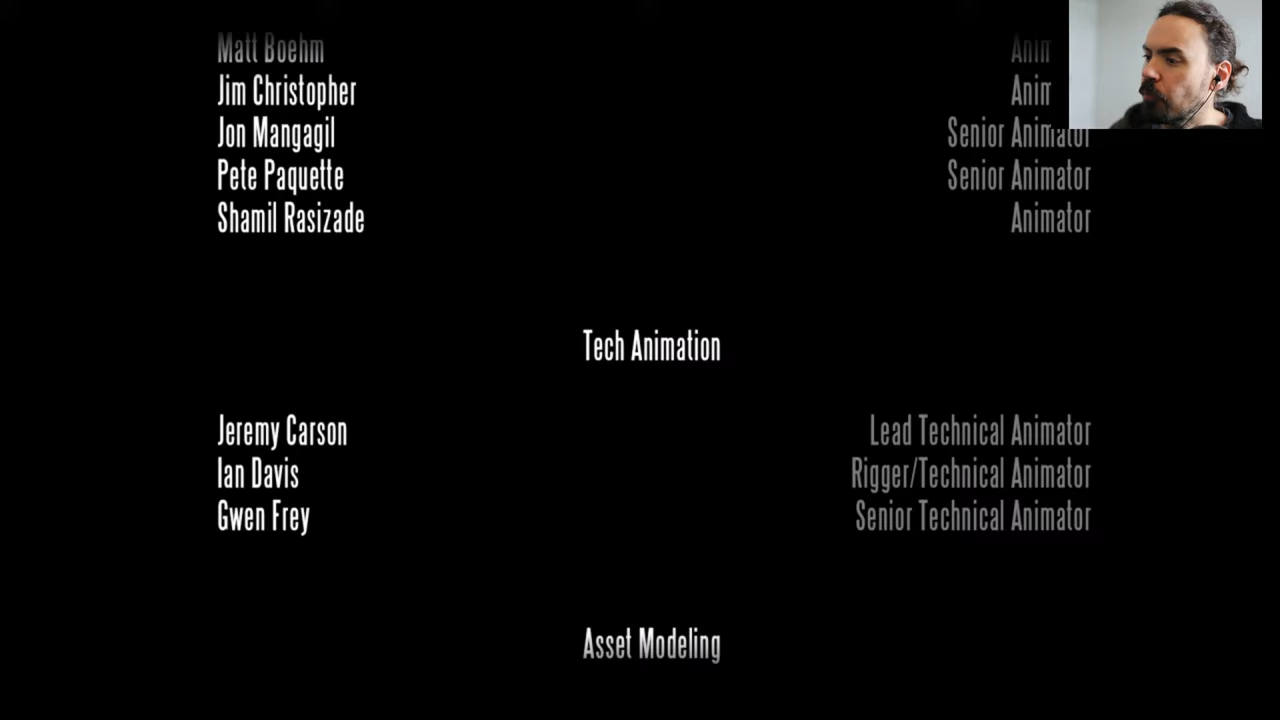 Matt Boehm
Jim Christopher
Jon Mangagil Senior Animator
Pete Paquette Senior Animator
Shamil Rasizade Animator
Tech Animation
Jeremy Carson Lead Technical Animator
Ian Davis Rigger/Technical Animator
Gwen Frey Senior Technical Animator
Asset Modeling